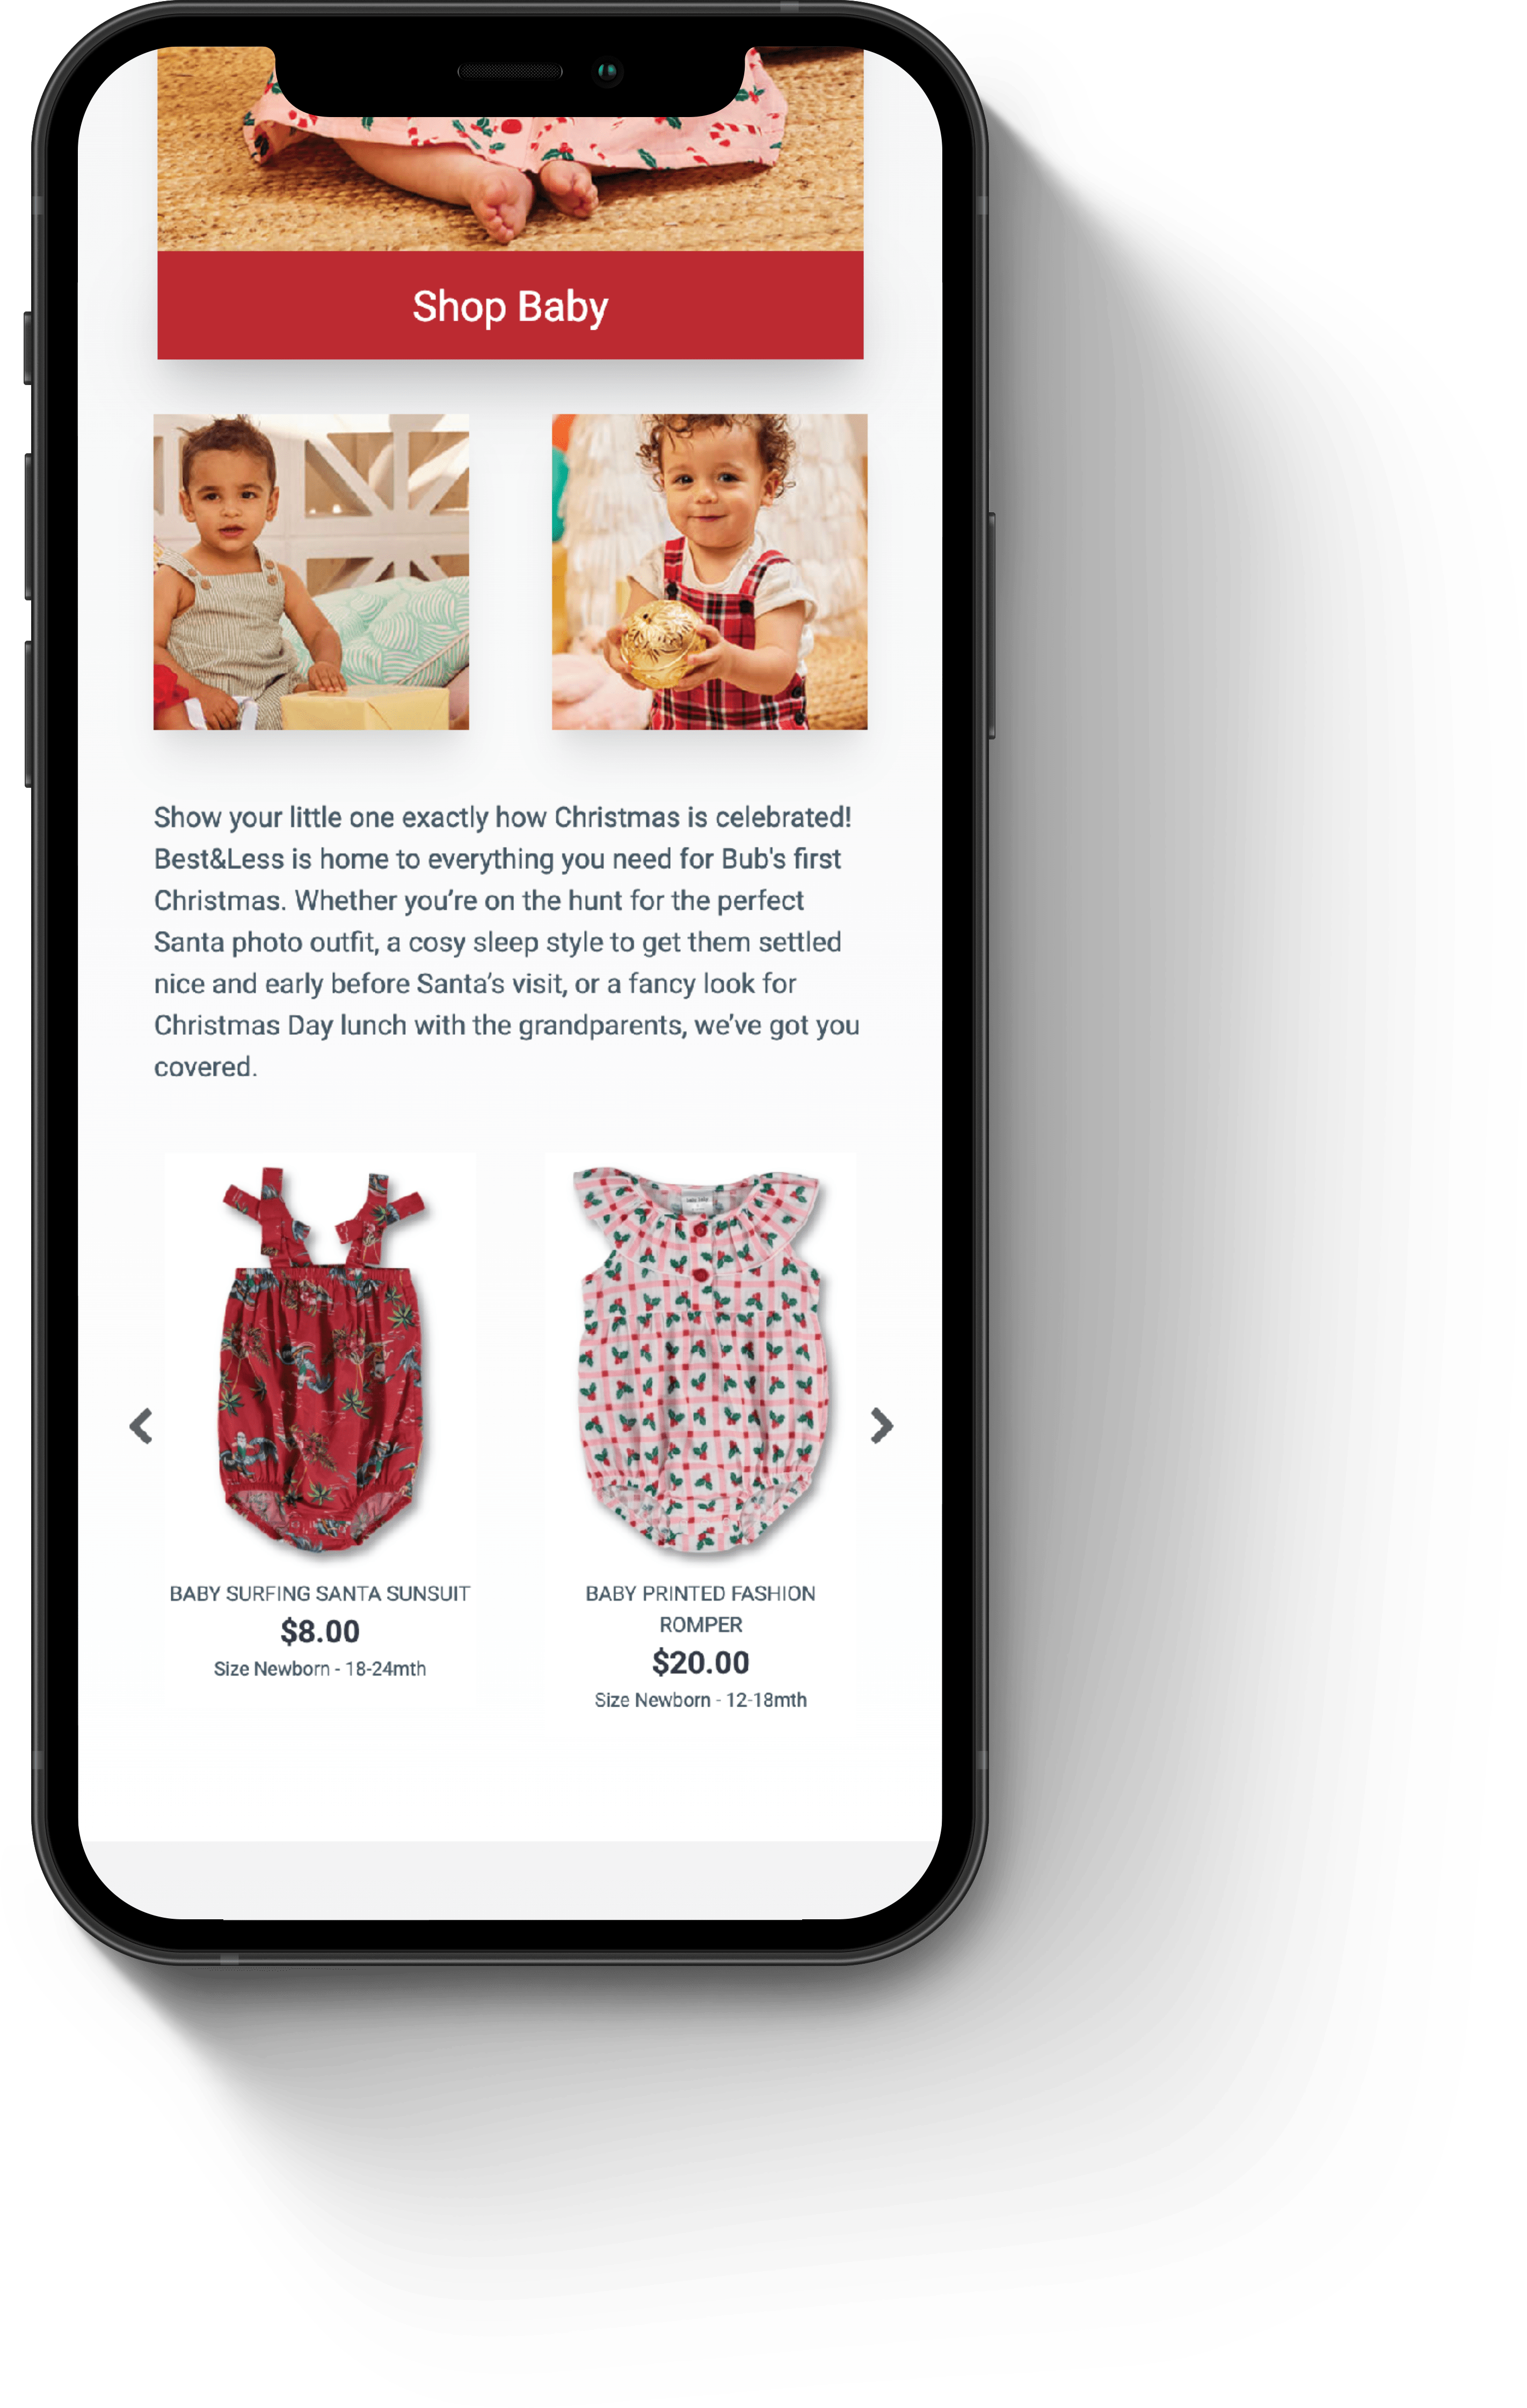 Shop Baby
Show your little one exactly how Christmas is celebrated!
Best&Less is home to everything you need for Bub's first
Christmas. Whether you’re on the hunt for the perfect
Santa photo outfit, a cosy sleep style to get them settled
nice and early before Santa’s visit, or a fancy look for
Christmas Day lunch with the grandparents, we’ve got you
covered.
BABY SURFING SANTA SUNSUIT
$8.00
Size Newborn - 18-24mth
BABY PRINTED FASHION
ROMPER
$20.00
Size Newborn - 12-18mth